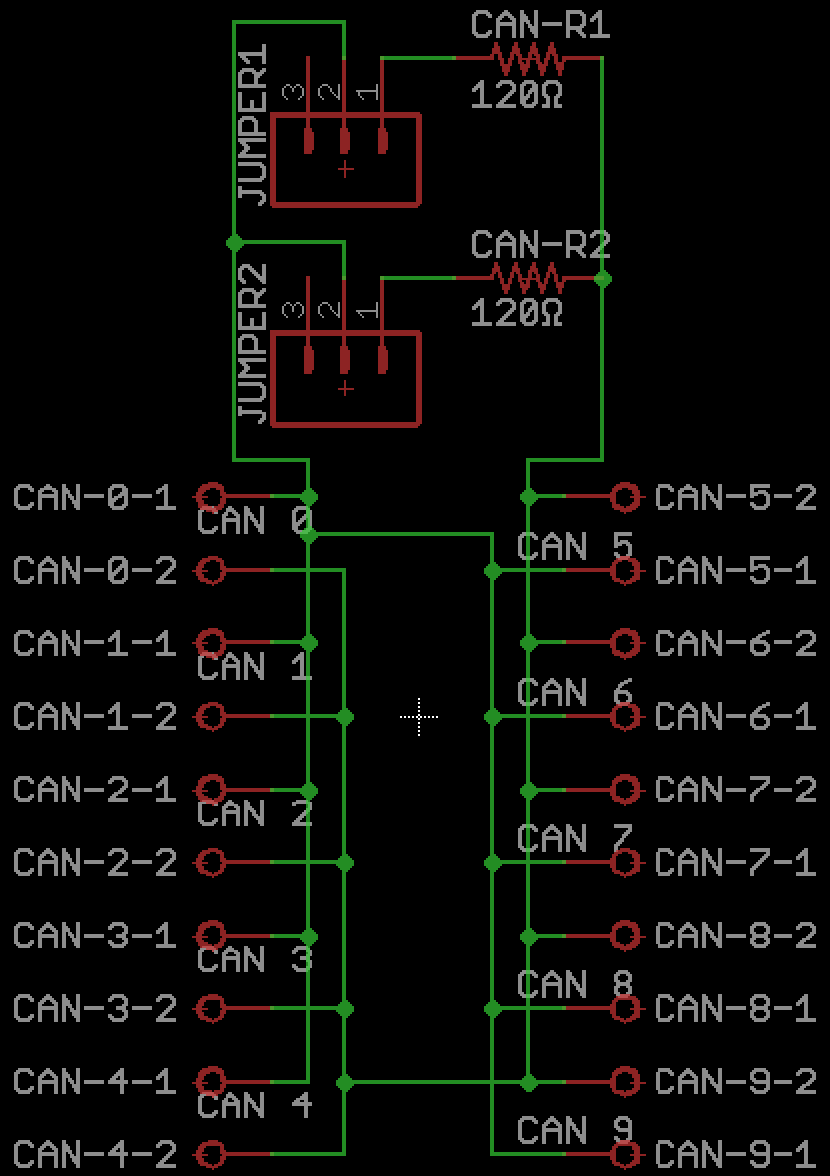 CAN-R1
JUMPER1
3 2 1
120Ω
CAN-R2
JUMPER2
3 2 1
120Ω
CAN-0-1
CAN 0
CAN-5-2
CAN 5
CAN-0-2
CAN-5-1
CAN-1-1
CAN 1
CAN-6-2
CAN 6
CAN-1-2
CAN-6-1
CAN-2-1
CAN 2
CAN-7-2
CAN 7
CAN-2-2
CAN-7-1
CAN-3-1
CAN 3
CAN-8-2
CAN 8
CAN-3-2
CAN-8-1
CAN-4-1
CAN 4
CAN-9-2
CAN 9
CAN-4-2
CAN-9-1